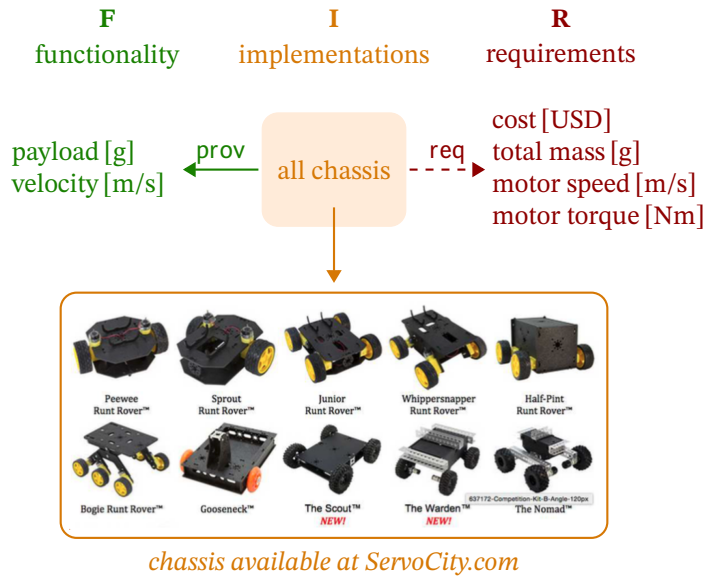 F
I
R
functionality
implementations
requirements
payload [g]
velocity [m/s]
prov
all chassis
req
cost [USD]
total mass [g]
motor speed [m/s]
motor torque [Nm]
Peewee
Runt Rover™
Sprout
Runt Rover™
Junior
Runt Rover™
Whippersnapper
Runt Rover™
Half-Pint
Runt Rover™
Bogie Runt Rover™
Gooseneck™
The Scout™
NEW!
The Warden™
NEW!
637172-Competition-Kit-B-Angle-120px
The Nomad™
chassis available at ServoCity.com